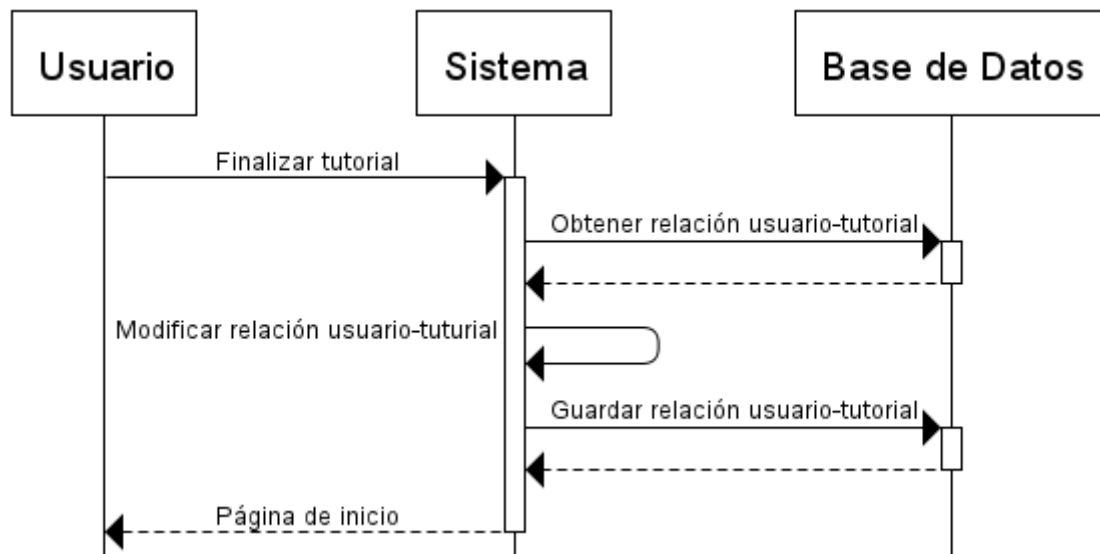 Usuario
Sistema
Base de Datos
Finalizar tutorial
Obtener relación usuario-tutorial
Modificar relación usuario-tuturial
Guardar relación usuario-tutorial
Página de inicio